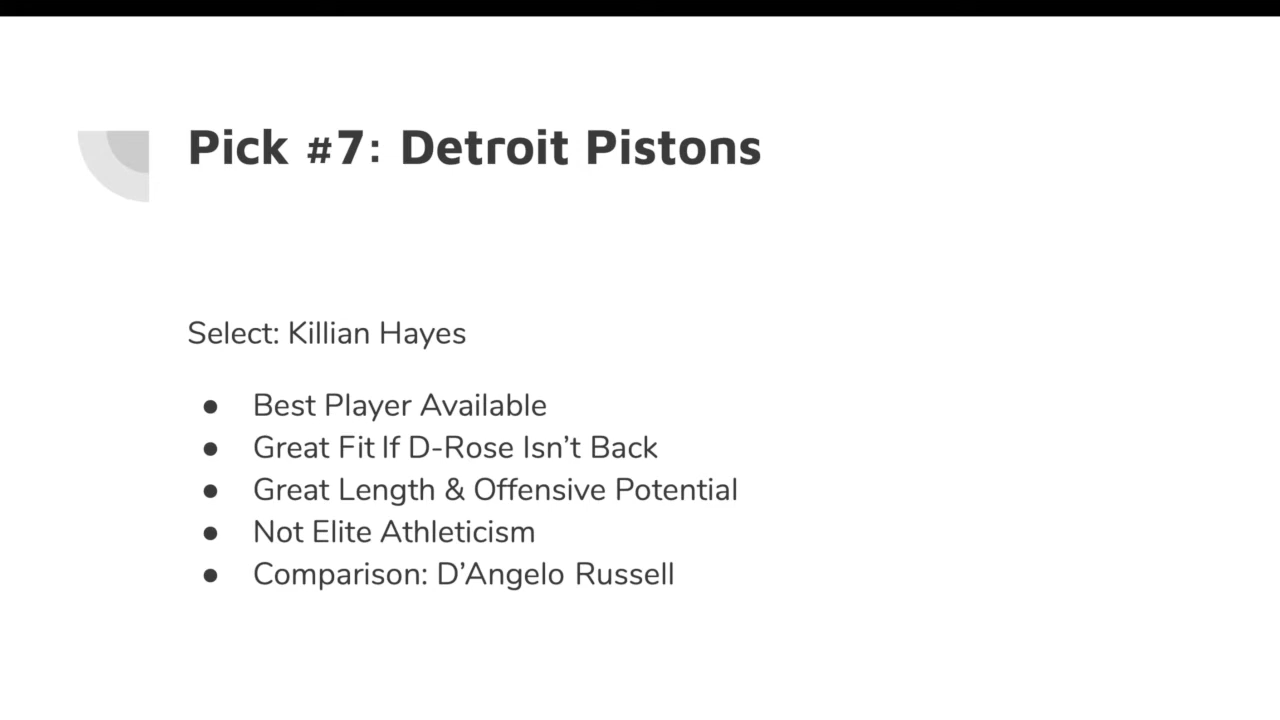 Pick #7: Detroit Pistons
Select: Killian Hayes
● Best Player Available
● Great Fit If D-Rose Isn’t Back
● Great Length & Offensive Potential
● Not Elite Athleticism
● Comparison: D’Angelo Russell